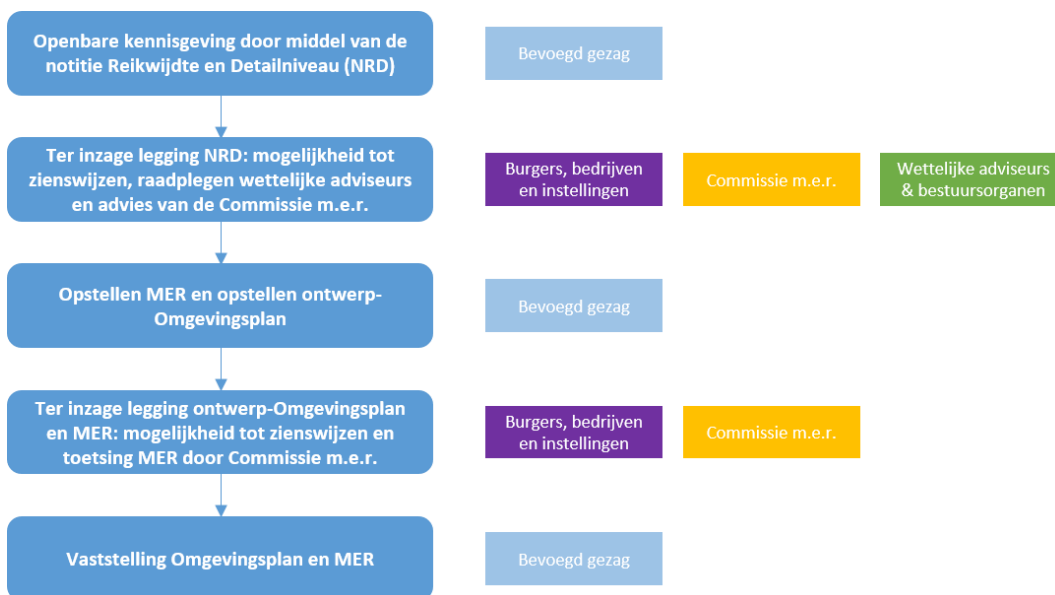 Openbare kennisgeving door middel van de
notitie Reikwijdte en Detailniveau (NRD)
Bevoegd gezag
Ter inzage legging NRD: mogelijkheid tot
zienswijzen, raadplegen wettelijke adviseurs
en advies van de Commissie m.e.r.
Burgers, bedrijven
en instellingen
Commissie m.e.r.
Wettelijke adviseurs
& bestuursorganen
Opstellen MER en opstellen ontwerp-
Omgevingsplan
Bevoegd gezag
Ter inzage legging ontwerp-Omgevingsplan
en MER: mogelijkheid tot zienswijzen en
toetsing MER door Commissie m.e.r.
Burgers, bedrijven
en instellingen
Commissie m.e.r.
Vaststelling Omgevingsplan en MER
Bevoegd gezag